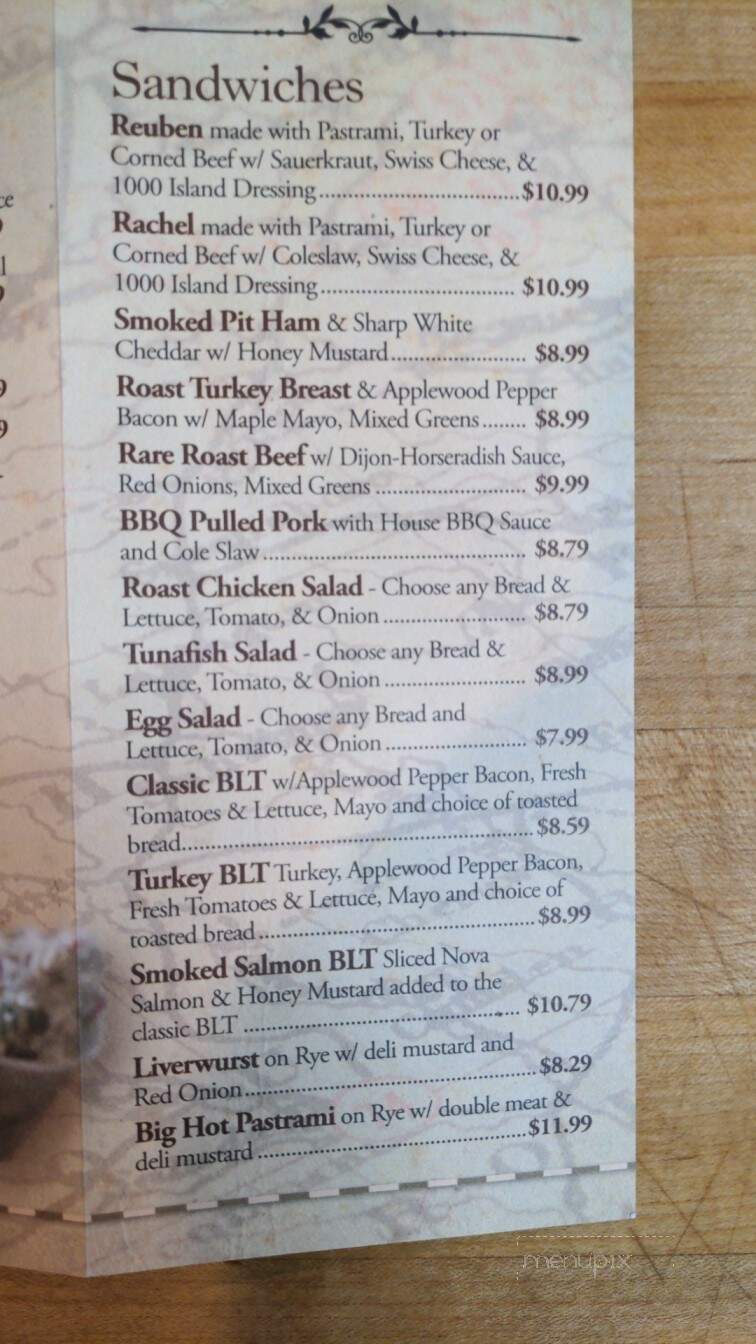 Sandwiches
Reuben made with Pastrami, Turkey or
Corned Beef w/ Sauerkraut, Swiss Cheese, &
1000 Island Dressing..................................$10.99
Rachel made with Pastrami, Turkey or
Corned Beef w/ Coleslaw, Swiss Cheese, &
1000 Island Dressing................................. $10.99
Smoked Pit Ham & Sharp White
Cheddar w/ Honey Mustard....................... $8.99
Roast Turkey Breast & Applewood Pepper
Bacon w/ Maple Mayo, Mixed Greens........ $8.99
Rare Roast Beef w/ Dijon-Horseradish Sauce,
Red Onions, Mixed Greens .......................... $9.99
BBQ Pulled Pork with House BBQ Sauce
and Cole Slaw............................................. $8.79
Roast Chicken Salad - Choose any Bread &
Lettuce, Tomato, & Onion ........................ $8.79
Tunafish Salad - Choose any Bread &
Lettuce, Tomato, & Onion ........................ $8.99
Egg Salad - Choose any Bread and
Lettuce, Tomato, & Onion ........................ $7.99
Classic BLT w/Applewood Pepper Bacon, Fresh
Tomatoes & Lettuce, Mayo and choice of toasted
bread............................................................$8.59
Turkey BLT Turkey, Applewood Pepper Bacon,
Fresh Tomatoes & Lettuce, Mayo and choice of
toasted bread ...............................................$8.99
Smoked Salmon BLT Sliced Nova
Salmon & Honey Mustard added to the
classic BLT ............................................... $10.79
Liverwurst on Rye w/ deli mustard and
Red Onion..................................................$8.29
Big Hot Pastrami on Rye w/ double meat &
deli mustard ..............................................$11.99
menupix